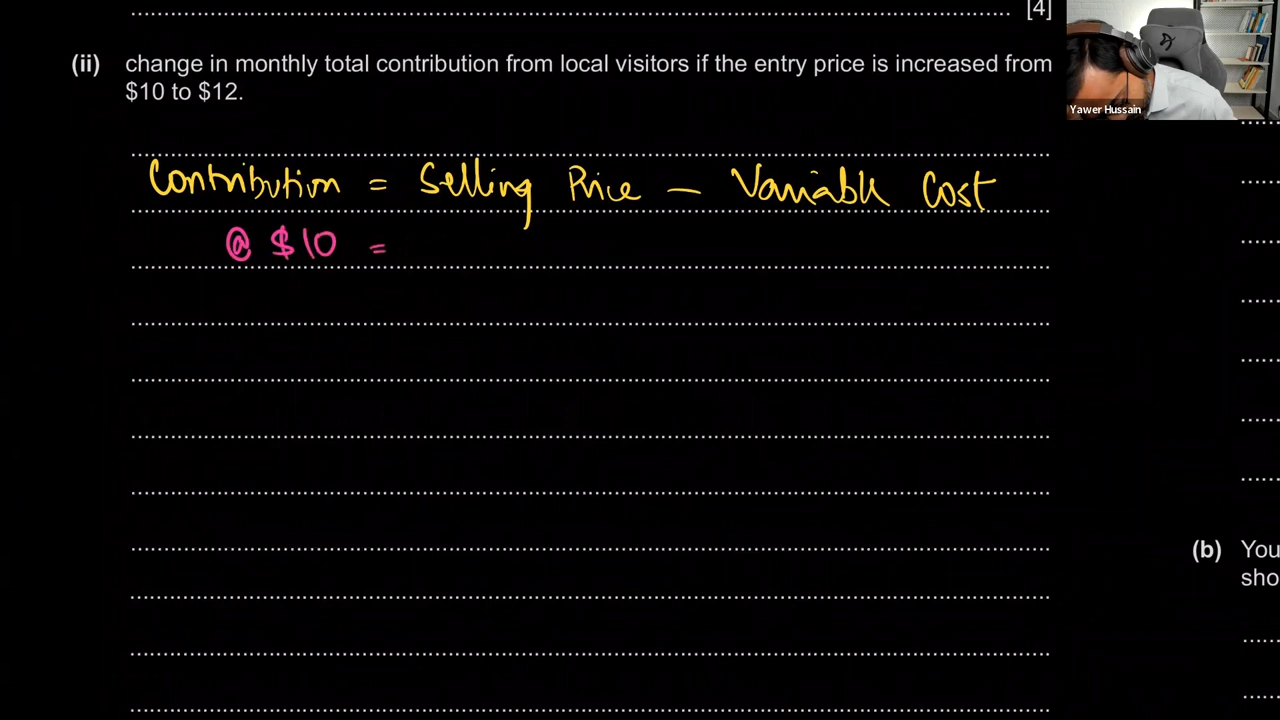 [4]
(ii) change in monthly total contribution from local visitors if the entry price is increased from
$10 to $12.
Contribution = Selling Price – Variable Cost
@ $10 =
Yawer Hussain
(b) You
sho